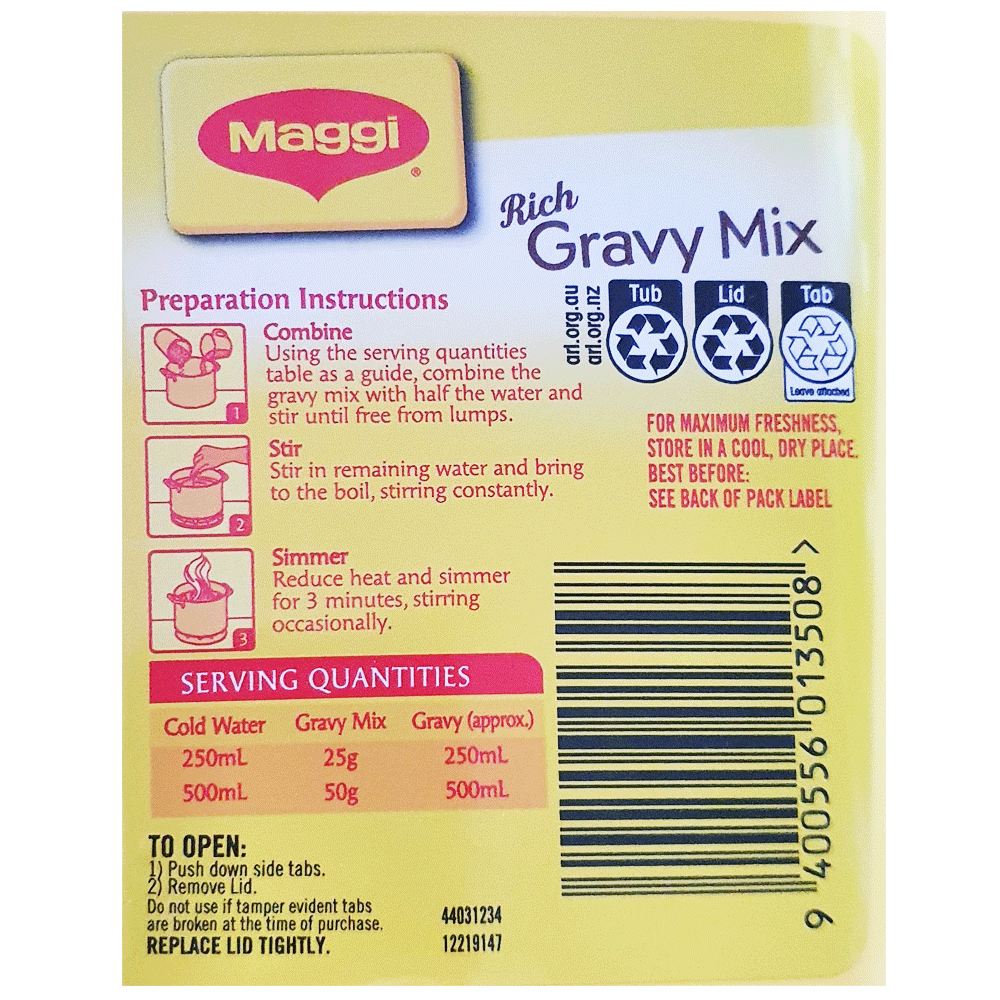 Maggi
®
Rich
Gravy Mix
Preparation Instructions
Combine
Using the serving quantities
table as a guide, combine the
gravy mix with half the water and
stir until free from lumps.
1
Stir
Stir in remaining water and bring
to the boil, stirring constantly.
2
Simmer
Reduce heat and simmer
for 3 minutes, stirring
occasionally.
3
SERVING QUANTITIES
Cold Water Gravy Mix Gravy (approx.)
250mL 25g 250mL
500mL 50g 500mL
TO OPEN:
1) Push down side tabs.
2) Remove Lid.
Do not use if tamper evident tabs
are broken at the time of purchase.
REPLACE LID TIGHTLY.
44031234
12219147
arl.org.au
arl.org.nz
Tub Lid Tab
Leave attached
FOR MAXIMUM FRESHNESS,
STORE IN A COOL, DRY PLACE.
BEST BEFORE:
SEE BACK OF PACK LABEL
9 400556 013508 >